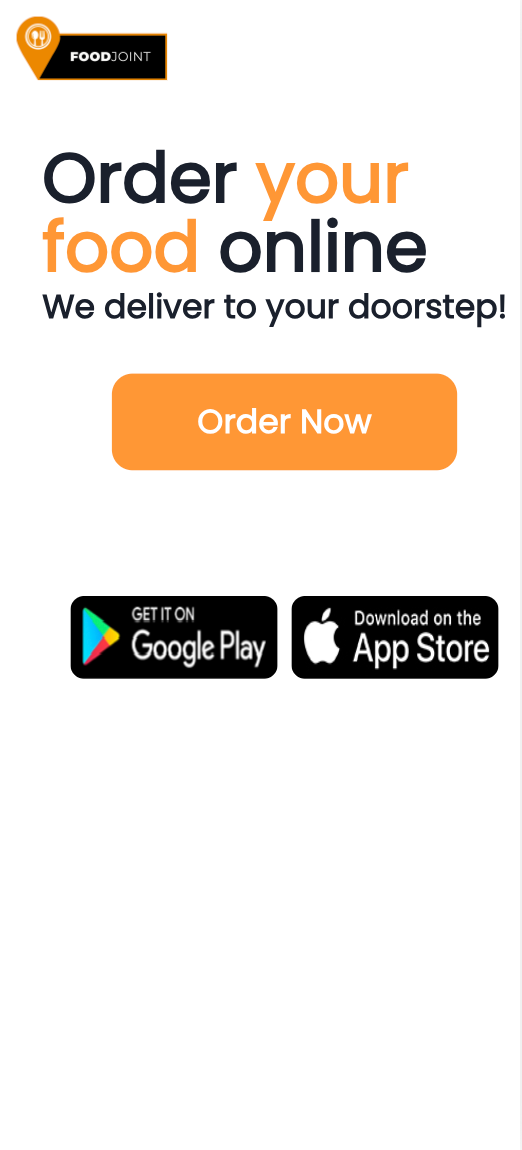 FOODJOINT
Order your
food online
We deliver to your doorstep!
Order Now
GET IT ON
Google Play
Download on the
App Store